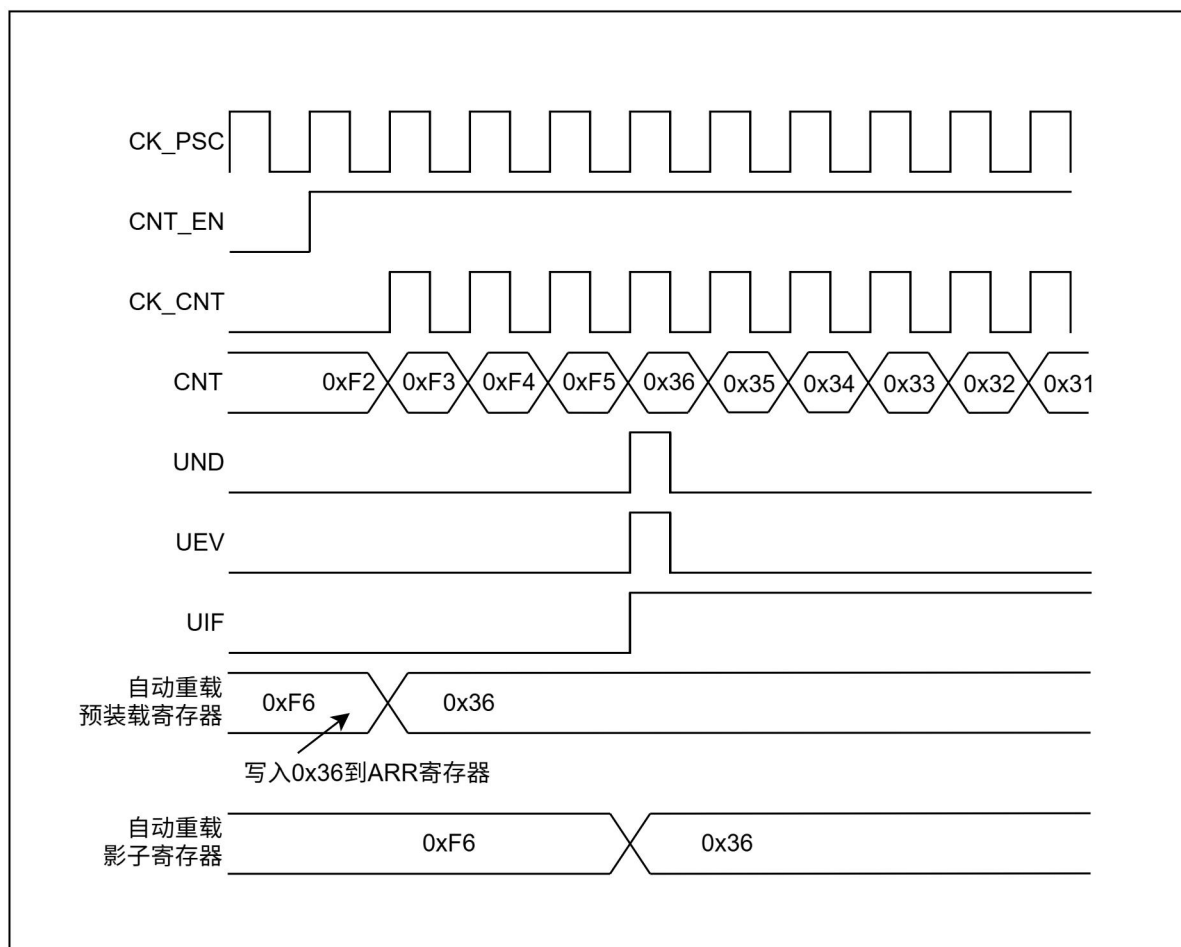 CK_PSC
CNT_EN
CK_CNT
CNT 0xF2 0xF3 0xF4 0xF5 0x36 0x35 0x34 0x33 0x32 0x31
UND
UEV
UIF
自动重载
预装载寄存器 0xF6 0x36
写入0x36到ARR寄存器
自动重载
影子寄存器 0xF6 0x36